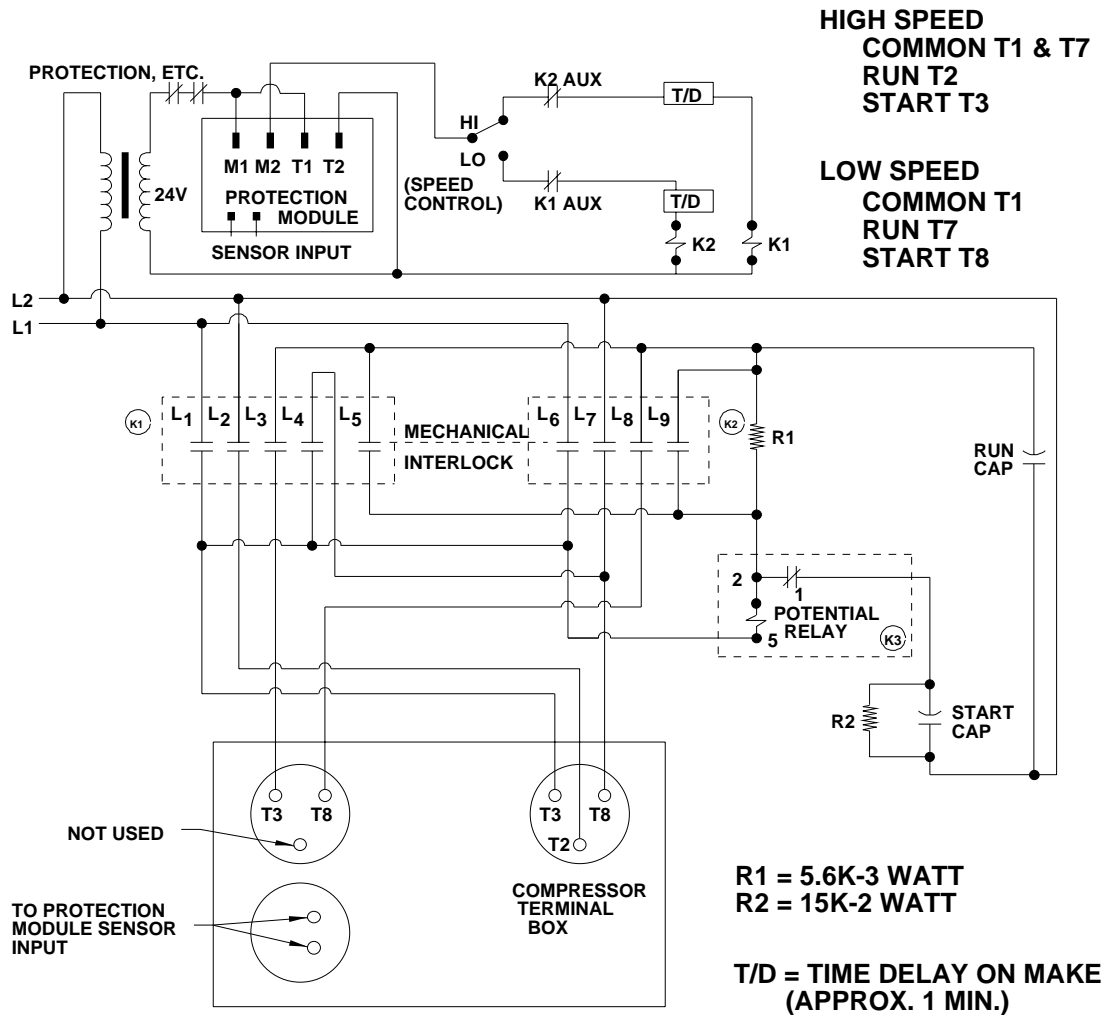 HIGH SPEED
COMMON T1 & T7
RUN T2
START T3
LOW SPEED
COMMON T1
RUN T7
START T8
PROTECTION, ETC.
24V
M1 M2 T1 T2
PROTECTION
MODULE
SENSOR INPUT
HI
LO
(SPEED
CONTROL)
K2 AUX
T/D
K1 AUX
T/D
K2
K1
L2
L1
K1
L1
L2
L3
L4
L5
MECHANICAL
INTERLOCK
L6
L7
L8
L9
K2
R1
RUN
CAP
2
1
POTENTIAL
RELAY
5
K3
R2
START
CAP
T3
T8
NOT USED
T3
T8
T2
COMPRESSOR
TERMINAL
BOX
TO PROTECTION
MODULE SENSOR
INPUT
R1 = 5.6K-3 WATT
R2 = 15K-2 WATT
T/D = TIME DELAY ON MAKE
(APPROX. 1 MIN.)